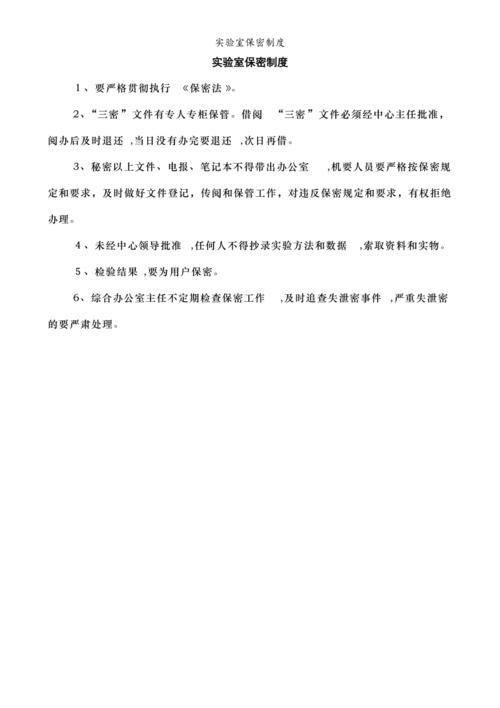 实验室保密制度
实验室保密制度
1、要严格贯彻执行 《保密法》。
2、“三密”文件有专人专柜保管。借阅 “三密”文件必须经中心主任批准，
阅办后及时退还 ,当日没有办完要退还 ,次日再借。
3、秘密以上文件、电报、笔记本不得带出办公室 ,机要人员要严格按保密规
定和要求，及时做好文件登记，传阅和保管工作，对违反保密规定和要求，有权拒绝
办理。
4、未经中心领导批准 ,任何人不得抄录实验方法和数据 ,索取资料和实物。
5、检验结果 ,要为用户保密。
6、综合办公室主任不定期检查保密工作 ,及时追查失泄密事件 ,严重失泄密
的要严肃处理。